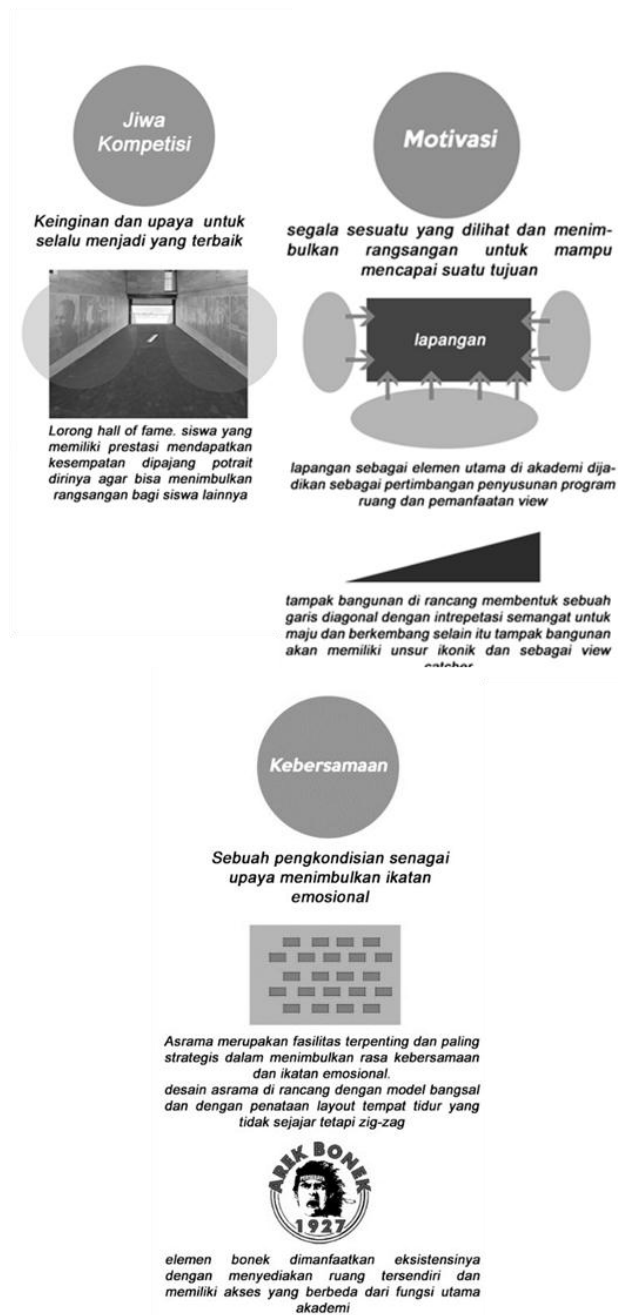 Jiwa
Kompetisi
Keinginan dan upaya untuk
selalu menjadi yang terbaik
Lorong hall of fame. siswa yang
memiliki prestasi mendapatkan
kesempatan dipajang potrait
dirinya agar bisa menimbulkan
rangsangan bagi siswa lainnya
Motivasi
segala sesuatu yang dilihat dan menim-
bulkan rangsangan untuk mampu
mencapai suatu tujuan
lapangan
lapangan sebagai elemen utama di akademi dija-
dikan sebagai pertimbangan penyusunan program
ruang dan pemanfaatan view
tampak bangunan di rancang membentuk sebuah
garis diagonal dengan intrepetasi semangat untuk
maju dan berkembang selain itu tampak bangunan
akan memiliki unsur ikonik dan sebagai view
catcher
Kebersamaan
Sebuah pengkondisian senagai
upaya menimbulkan ikatan
emosional
Asrama merupakan fasilitas terpenting dan paling
strategis dalam menimbulkan rasa kebersamaan
dan ikatan emosional.
desain asrama di rancang dengan model bangsal
dan dengan penataan layout tempat tidur yang
tidak sejajar tetapi zig-zag
AREK BONEK
1927
elemen bonek dimanfaatkan eksistensinya
dengan menyediakan ruang tersendiri dan
memiliki akses yang berbeda dari fungsi utama
akademi